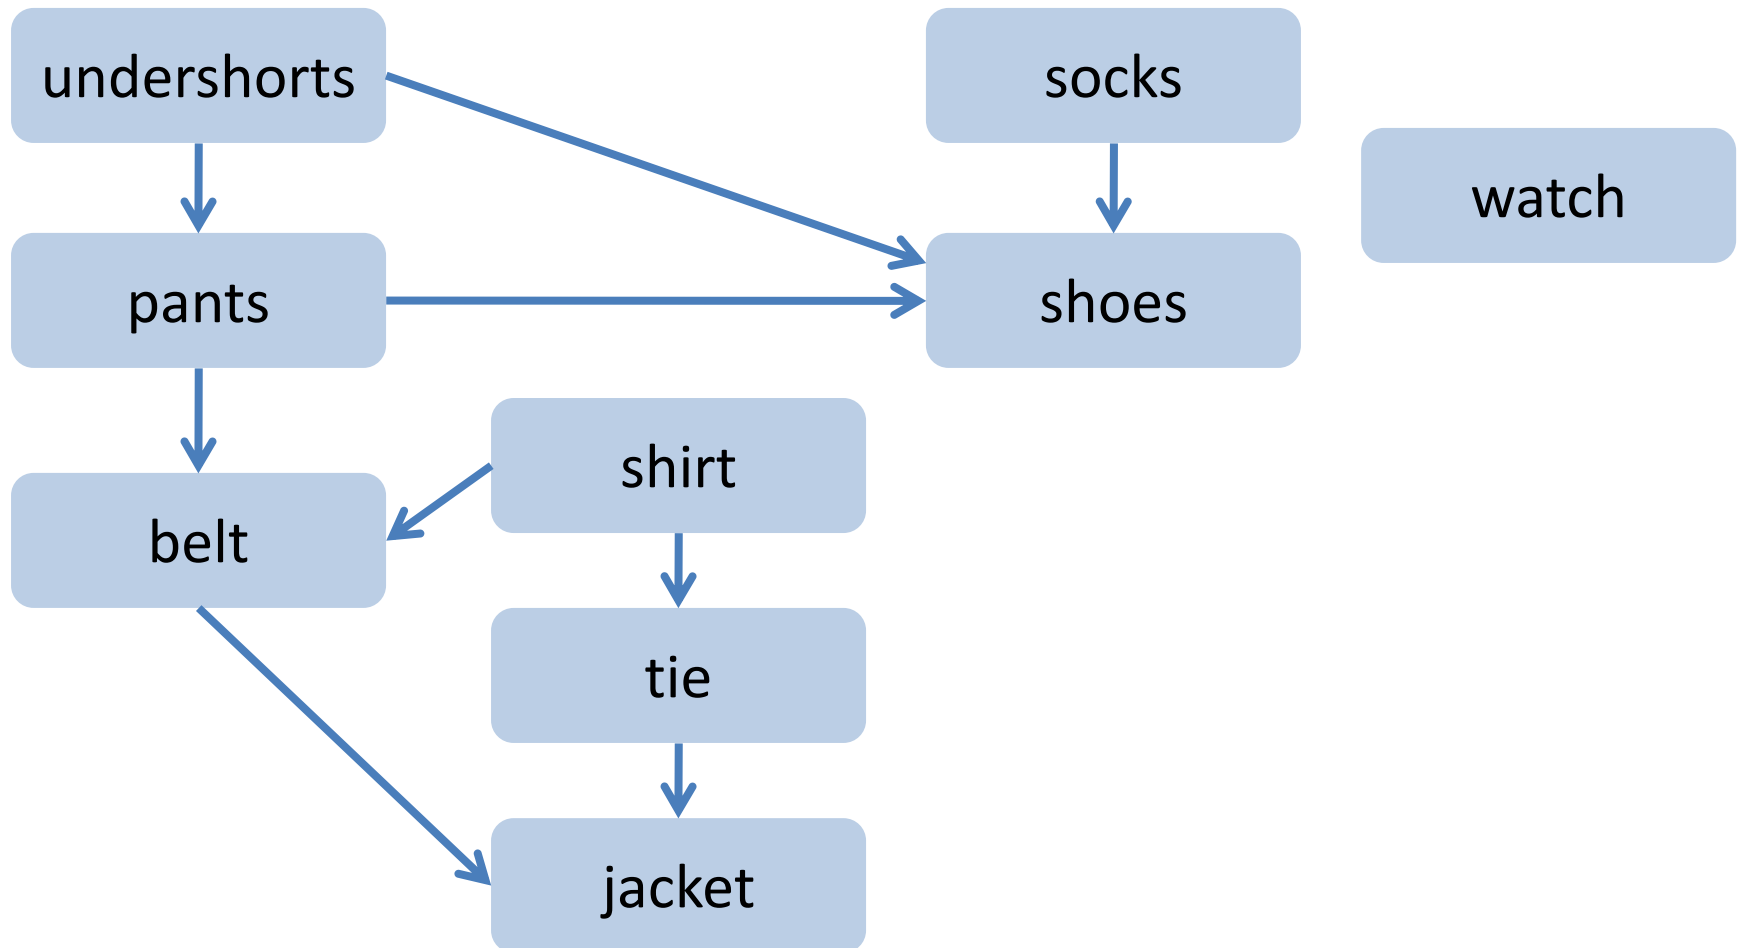 undershorts
socks
watch
pants
shoes
shirt
belt
tie
jacket